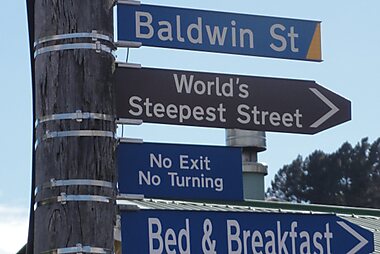 Baldwin St
World's
Steepest Street
No Exit
No Turning
Bed & Breakfast